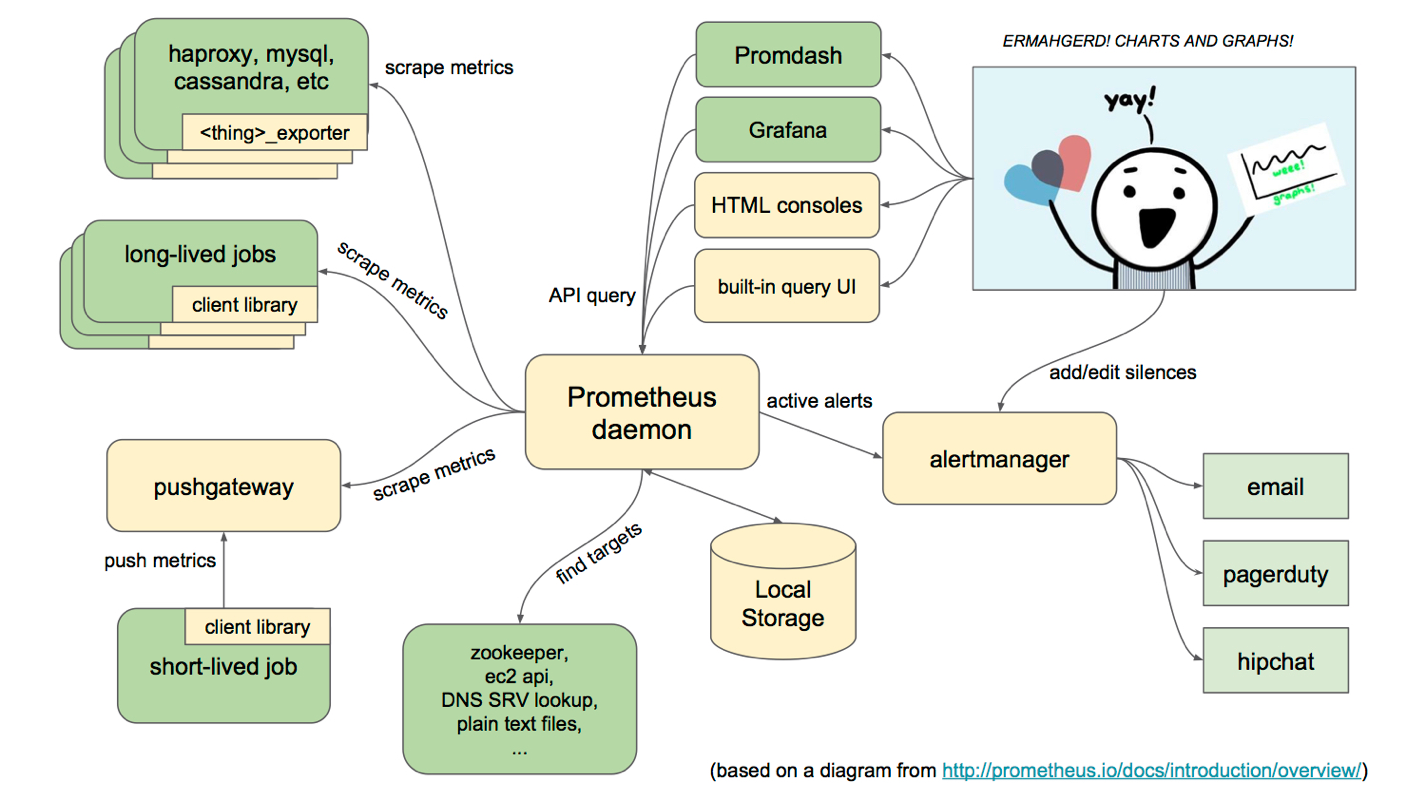 haproxy, mysql,
cassandra, etc
<thing>_exporter
scrape metrics
long-lived jobs
client library
scrape metrics
pushgateway
scrape metrics
push metrics
client library
short-lived job
Promdash
Grafana
HTML consoles
built-in query UI
API query
Prometheus
daemon
active alerts
find targets
zookeeper,
ec2 api,
DNS SRV lookup,
plain text files,
...
Local
Storage
ERMAHGERD! CHARTS AND GRAPHS!
yay!
weee!
graphs!
add/edit silences
alertmanager
email
pagerduty
hipchat
(based on a diagram from http://prometheus.io/docs/introduction/overview/)